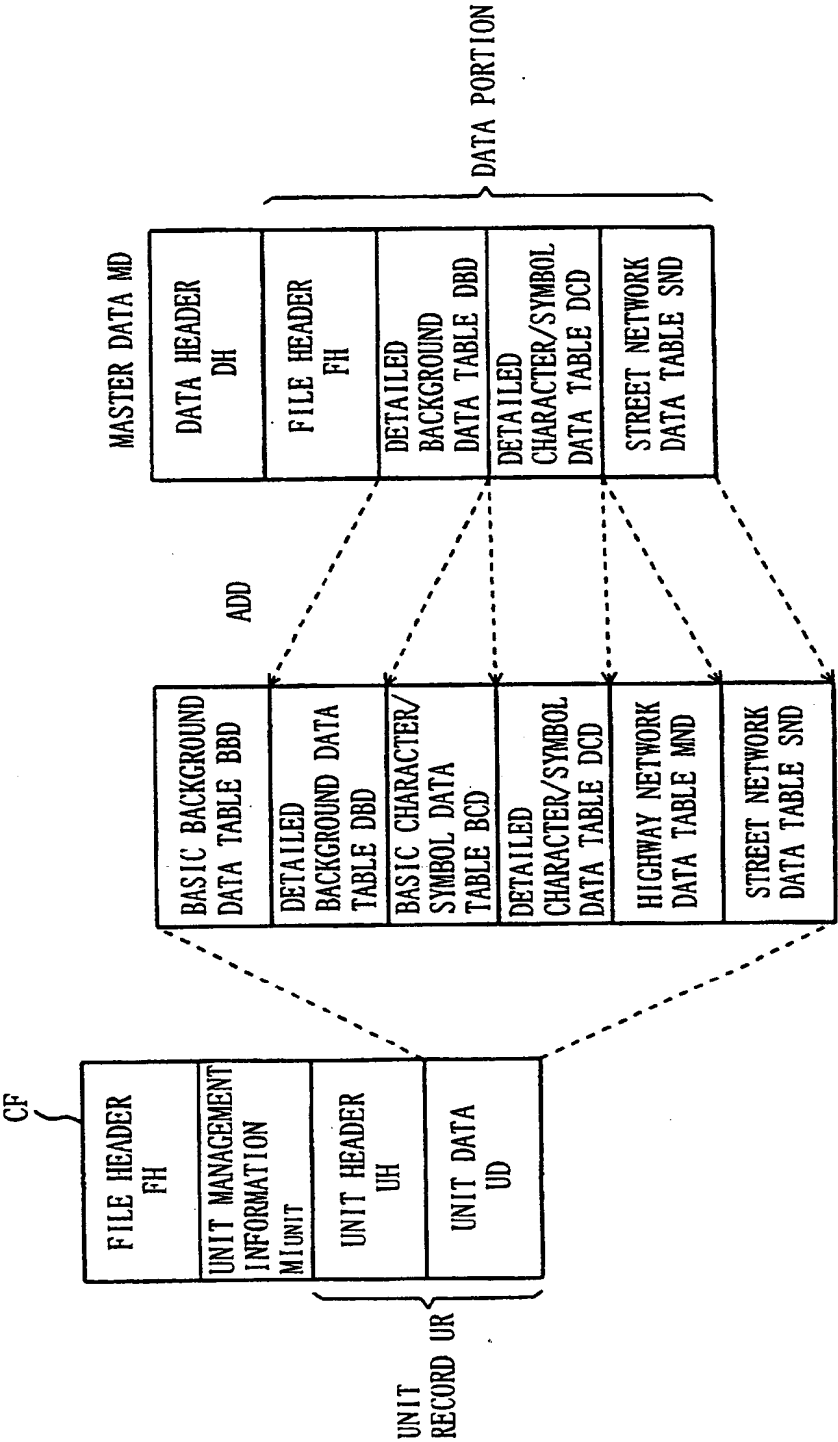 CF
FILE HEADER
FH
UNIT MANAGEMENT
INFORMATION
MIUNIT
UNIT HEADER
UH
UNIT DATA
UD
UNIT
RECORD UR
BASIC BACKGROUND
DATA TABLE BBD
DETAILED
BACKGROUND DATA
TABLE DBD
BASIC CHARACTER/
SYMBOL DATA
TABLE BCD
DETAILED
CHARACTER/SYMBOL
DATA TABLE DCD
HIGHWAY NETWORK
DATA TABLE MND
STREET NETWORK
DATA TABLE SND
ADD
MASTER DATA MD
DATA HEADER
DH
FILE HEADER
FH
DETAILED
BACKGROUND
DATA TABLE DBD
DETAILED
CHARACTER/SYMBOL
DATA TABLE DCD
STREET NETWORK
DATA TABLE SND
DATA PORTION